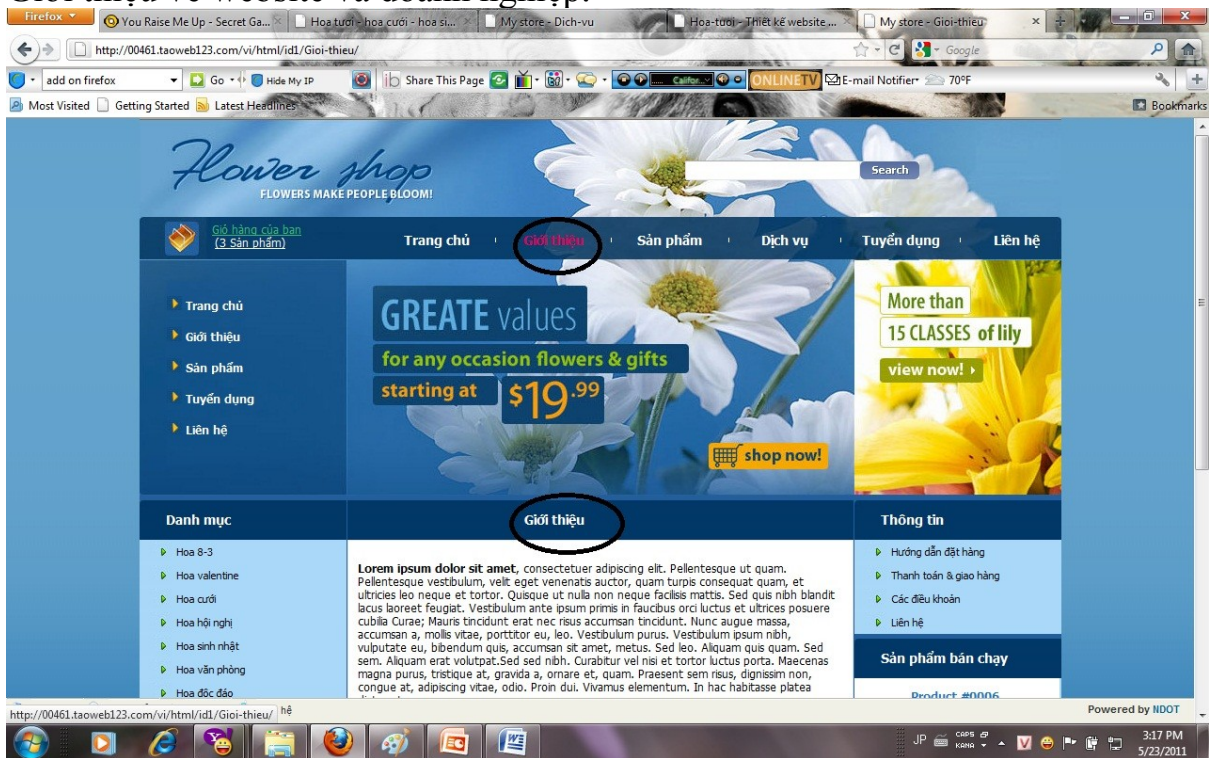 Giới thiệu về website và doanh nghiệp.
Firefox
You Raise Me Up - Secret Ga...
Hoa tươi - hoa cưới - hoa si...
My store - Dich-vu
Hoa-tuoi - Thiết kế website ...
My store - Gioi-thieu
http://00461.taoweb123.com/vi/html/id1/Gioi-thieu/
Google
add on firefox
Go
Hide My IP
Share This Page
ONLINETV
E-mail Notifier
70°F
Most Visited
Getting Started
Latest Headlines
Bookmarks
Flower shop
FLOWERS MAKE PEOPLE BLOOM!
Search
Giỏ hàng của bạn
(3 Sản phẩm)
Trang chủ
Giới thiệu
Sản phẩm
Dịch vụ
Tuyển dụng
Liên hệ
Trang chủ
Giới thiệu
Sản phẩm
Tuyển dụng
Liên hệ
GREATE values
for any occasion flowers & gifts
starting at $19.99
shop now!
More than
15 CLASSES of lily
view now!
Danh mục
Hoa 8-3
Hoa valentine
Hoa cưới
Hoa hội nghị
Hoa sinh nhật
Hoa văn phòng
Hoa độc đáo
Giới thiệu
Lorem ipsum dolor sit amet, consectetuer adipiscing elit. Pellentesque ut quam.
Pellentesque vestibulum, velit eget venenatis auctor, quam turpis consequat quam, et
ultricies leo neque et tortor. Quisque ut nulla non neque facilisis mattis. Sed quis nibh blandit
lacus laoreet feugiat. Vestibulum ante ipsum primis in faucibus orci luctus et ultrices posuere
cubilia Curae; Mauris tincidunt erat nec risus accumsan tincidunt. Nunc augue massa,
accumsan a, mollis vitae, porttitor eu, leo. Vestibulum purus. Vestibulum ipsum nibh,
vulputate eu, bibendum quis, accumsan sit amet, metus. Sed leo. Aliquam quis quam. Sed
sem. Aliquam erat volutpat.Sed sed nibh. Curabitur vel nisi et tortor luctus porta. Maecenas
magna purus, tristique at, gravida a, ornare et, quam. Praesent sem risus, dignissim non,
congue at, adipiscing vitae, odio. Proin dui. Vivamus elementum. In hac habitasse platea
Thông tin
Hướng dẫn đặt hàng
Thanh toán & giao hàng
Các điều khoản
Liên hệ
Sản phẩm bán chạy
Product #0006
http://00461.taoweb123.com/vi/html/id1/Gioi-thieu/
hệ
Powered by NDOT
JP
CAPS
KANA
3:17 PM
5/23/2011